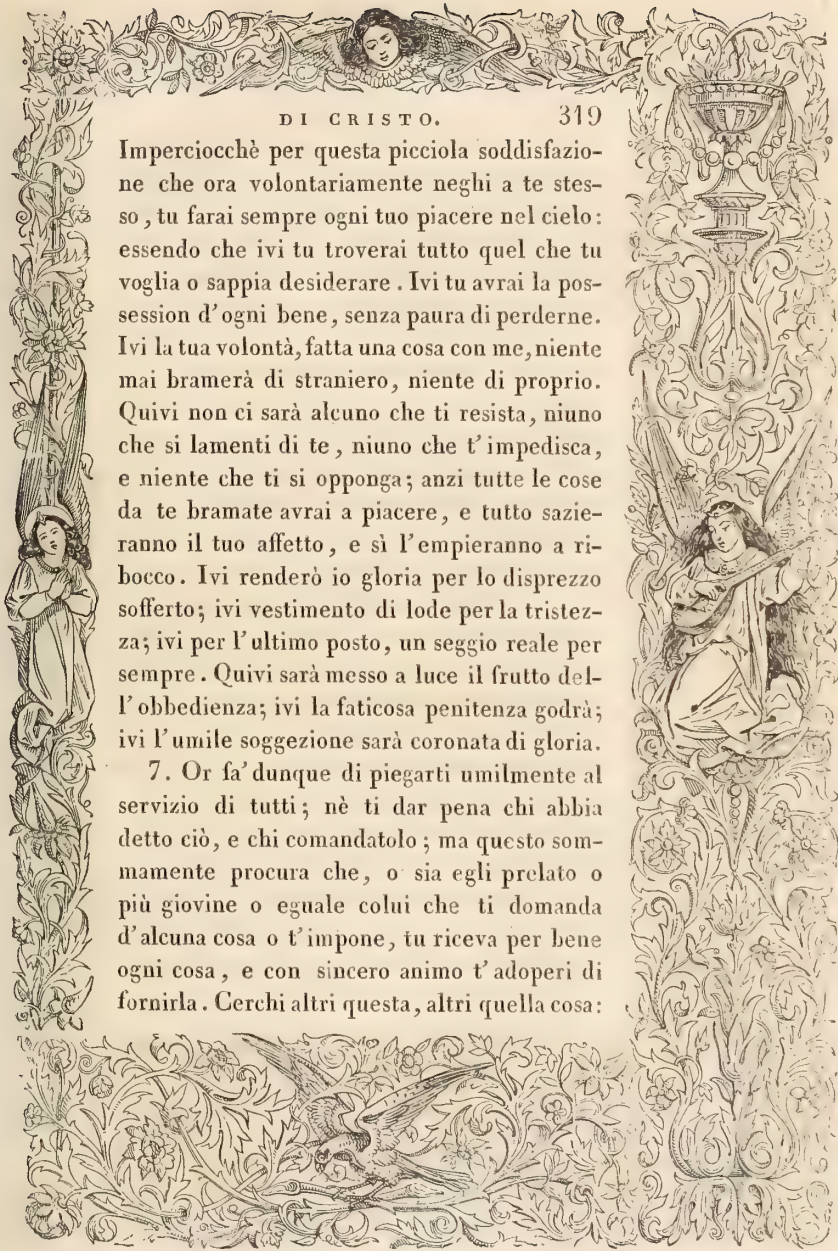 DI CRISTO. 319
Imperciocchè per questa picciola soddisfazio-
ne che ora volontariamente neghi a te stes-
so, tu farai sempre ogni tuo piacere nel cielo:
essendo che ivi tu troverai tutto quel che tu
voglia o sappia desiderare. Ivi tu avrai la pos-
session d'ogni bene, senza paura di perderne.
Ivi la tua volontà, fatta una cosa con me, niente
mai bramerà di straniero, niente di proprio.
Quivi non ci sarà alcuno che ti resista, niuno
che si lamenti di te, niuno che t'impedisca,
e niente che ti si opponga; anzi tutte le cose
da te bramate avrai a piacere, e tutto sazie-
ranno il tuo affetto, e sì l'empieranno a ri-
bocco. Ivi renderò io gloria per lo disprezzo
sofferto; ivi vestimento di lode per la tristez-
za; ivi per l'ultimo posto, un seggio reale per
sempre. Quivi sarà messo a luce il frutto del-
l'obbedienza; ivi la faticosa penitenza godrà;
ivi l'umile soggezione sarà coronata di gloria.
7. Or fa' dunque di piegarti umilmente al
servizio di tutti; nè ti dar pena chi abbia
detto ciò, e chi comandatolo; ma questo som-
mamente procura che, o sia egli prelato o
più giovine o eguale colui che ti domanda
d'alcuna cosa o t'impone, tu riceva per bene
ogni cosa, e con sincero animo t'adoperi di
fornirla. Cerchi altri questa, altri quella cosa: